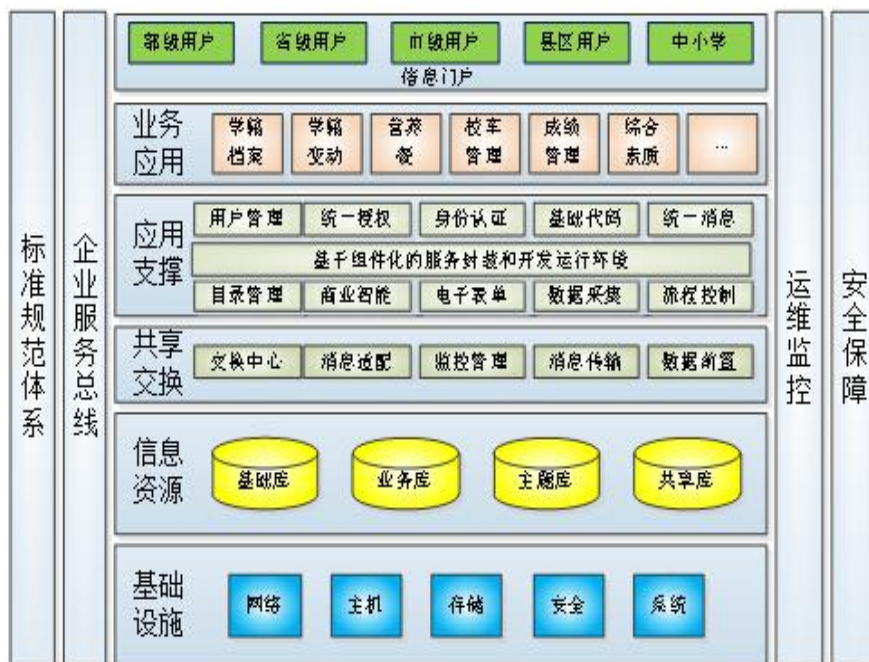 部级用户 省级用户 市级用户 县区用户 中小学
信息门户
业务应用
学籍档案 学籍变动 营养餐 校车管理 成绩管理 综合素质 ...
应用支撑
用户管理 统一授权 身份认证 基础代码 统一消息
基于组件化的服务封装和开发运行环境
目录管理 商业智能 电子表单 数据采集 流程控制
共享交换
交换中心 消息适配 监控管理 消息传输 数据前置
信息资源
基础库 业务库 主题库 共享库
基础设施
网络 主机 存储 安全 系统
标准规范体系
企业服务总线
运维监控
安全保障